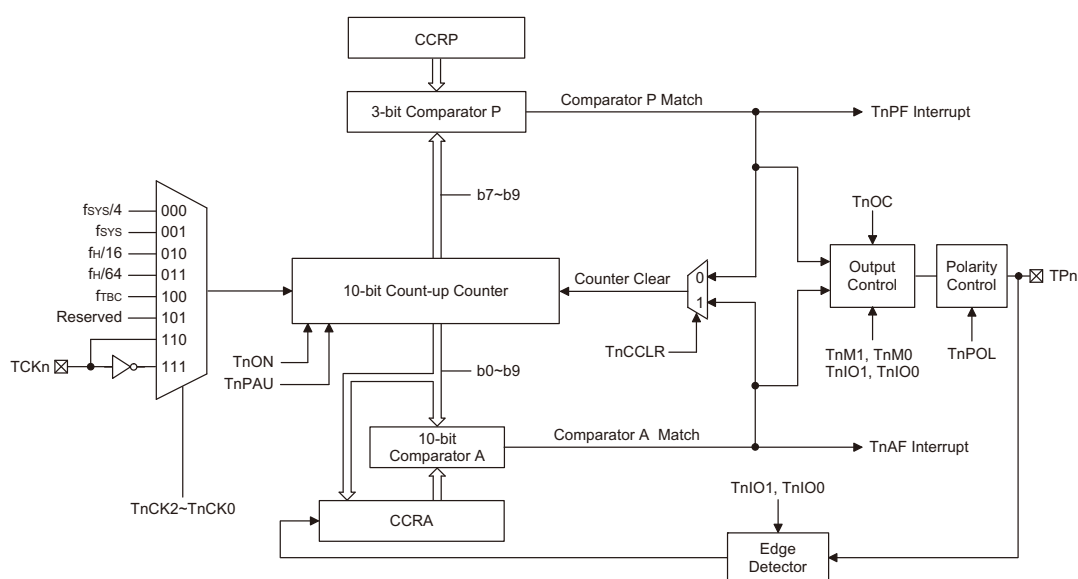 CCRP
3-bit Comparator P
Comparator P Match
TnPF Interrupt
b7~b9
fSYS/4
000
fSYS
001
fH/16
010
fH/64
011
fTBC
100
Reserved
101
110
TCKn
111
TnCK2~TnCK0
10-bit Count-up Counter
TnON
TnPAU
Counter Clear
0
1
TnCCLR
TnOC
Output
Control
TnM1, TnM0
TnIO1, TnIO0
Polarity
Control
TnPOL
TPn
b0~b9
10-bit
Comparator A
Comparator A Match
TnAF Interrupt
CCRA
TnIO1, TnIO0
Edge
Detector